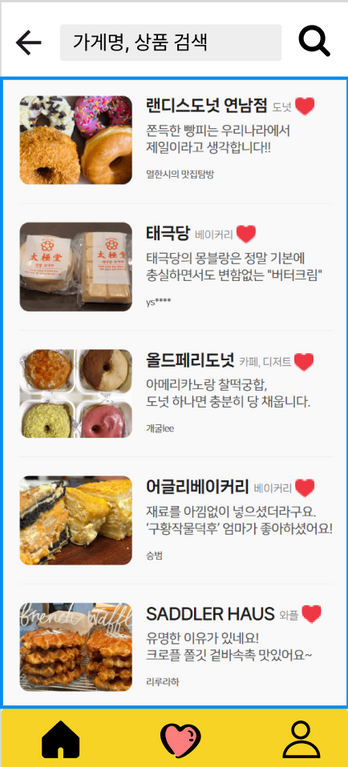 가게명, 상품 검색
랜디스도넛 연남점 도넛
쫀득한 빵피는 우리나라에서
제일이라고 생각합니다!!
열한시의 맛집탐방
太極堂
太極堂
태극당 베이커리
태극당의 몽블랑은 정말 기본에
충실하면서도 변함없는 "버터크림"
ys****
올드페리도넛 카페, 디저트
아메리카노랑 찰떡궁합,
도넛 하나면 충분히 당 채웁니다.
개굴lee
어글리베이커리 베이커리
재료를 아낌없이 넣으셨더라구요.
'구황작물덕후' 엄마가 좋아하셨어요!
승범
French Waffle
SADDLER HAUS 와플
유명한 이유가 있네요!
크로플 쫄깃 겉바속촉 맛있어요~
리루라하